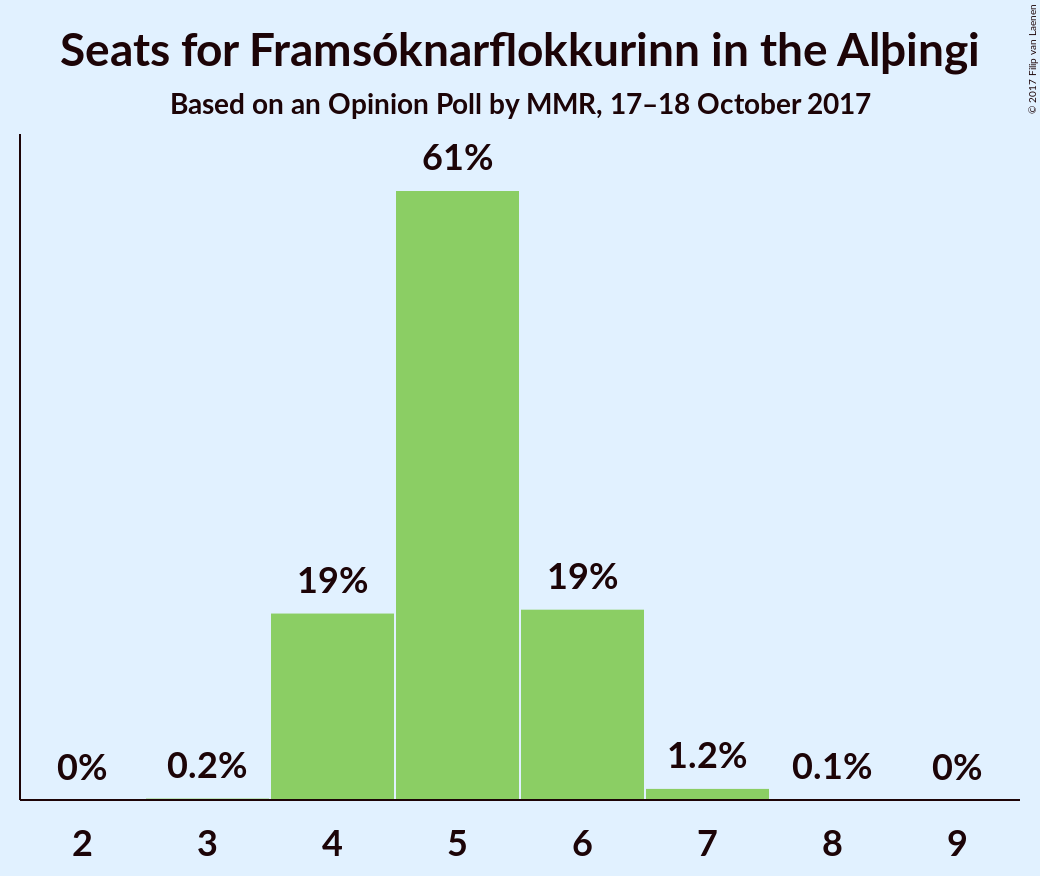 Seats for Framsóknarflokkurinn in the Alþingi
Based on an Opinion Poll by MMR, 17–18 October 2017
© 2017 Filip van Laenen
61%
19%
19%
0%
0.2%
1.2%
0.1%
0%
2 3 4 5 6 7 8 9